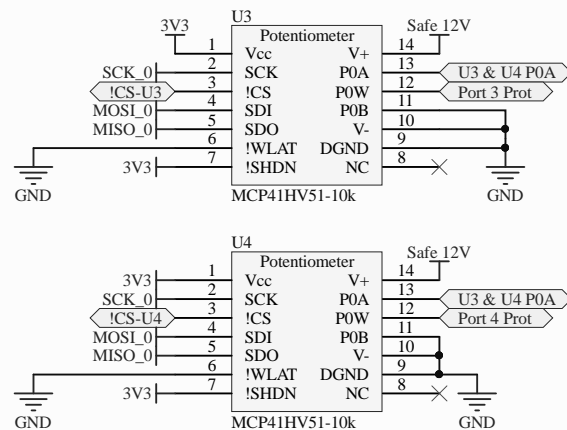 U3
3V3
Potentiometer
Safe 12V
1 Vcc V+ 14
SCK_0 2 SCK P0A 13 U3 & U4 P0A
!CS-U3 3 !CS P0W 12 Port 3 Prot
MOSI_0 4 SDI P0B 11
MISO_0 5 SDO V- 10
6 !WLAT DGND 9
3V3 7 !SHDN NC 8
GND
GND
MCP41HV51-10k
U4
Potentiometer
Safe 12V
3V3 1 Vcc V+ 14
SCK_0 2 SCK P0A 13 U3 & U4 P0A
!CS-U4 3 !CS P0W 12 Port 4 Prot
MOSI_0 4 SDI P0B 11
MISO_0 5 SDO V- 10
6 !WLAT DGND 9
3V3 7 !SHDN NC 8
GND
GND
MCP41HV51-10k